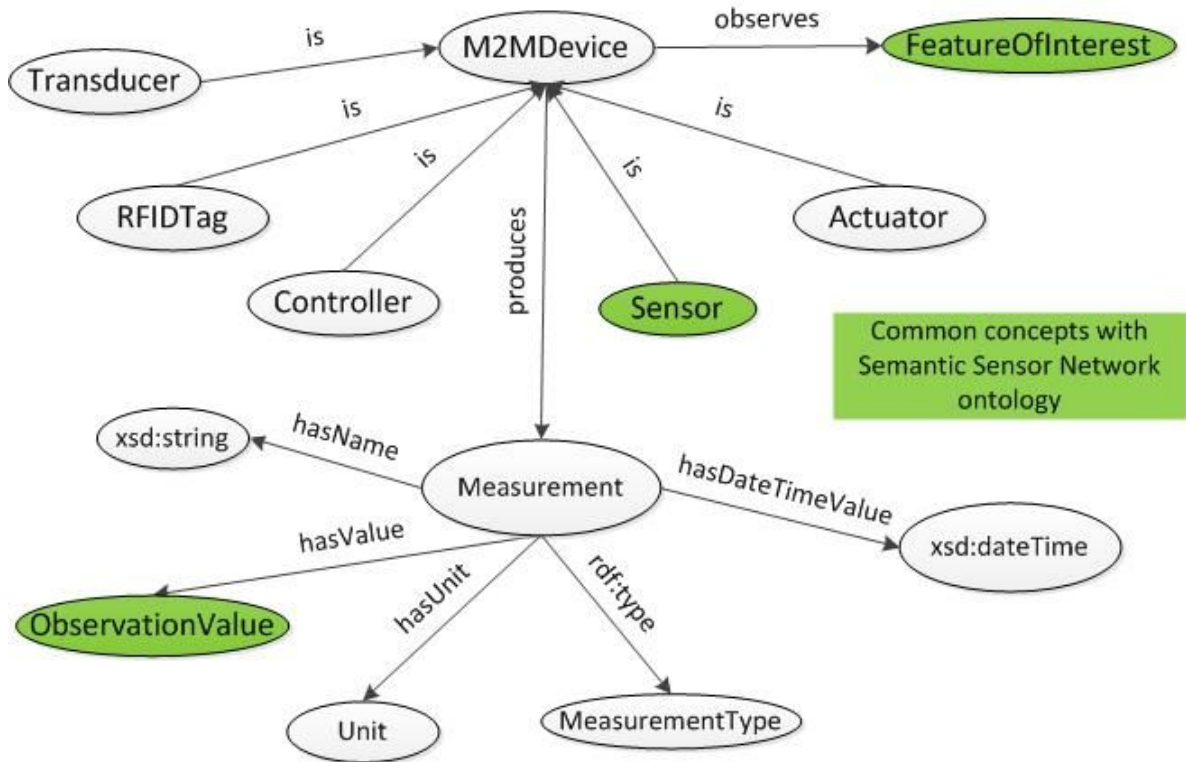 observes
is
M2MDevice
FeatureOfInterest
Transducer
is
is
is
is
RFIDTag
Actuator
produces
Controller
Sensor
Common concepts with
Semantic Sensor Network
ontology
hasName
xsd:string
hasDateTimeValue
Measurement
hasValue
xsd:dateTime
rdf:type
hasUnit
ObservationValue
MeasurementType
Unit